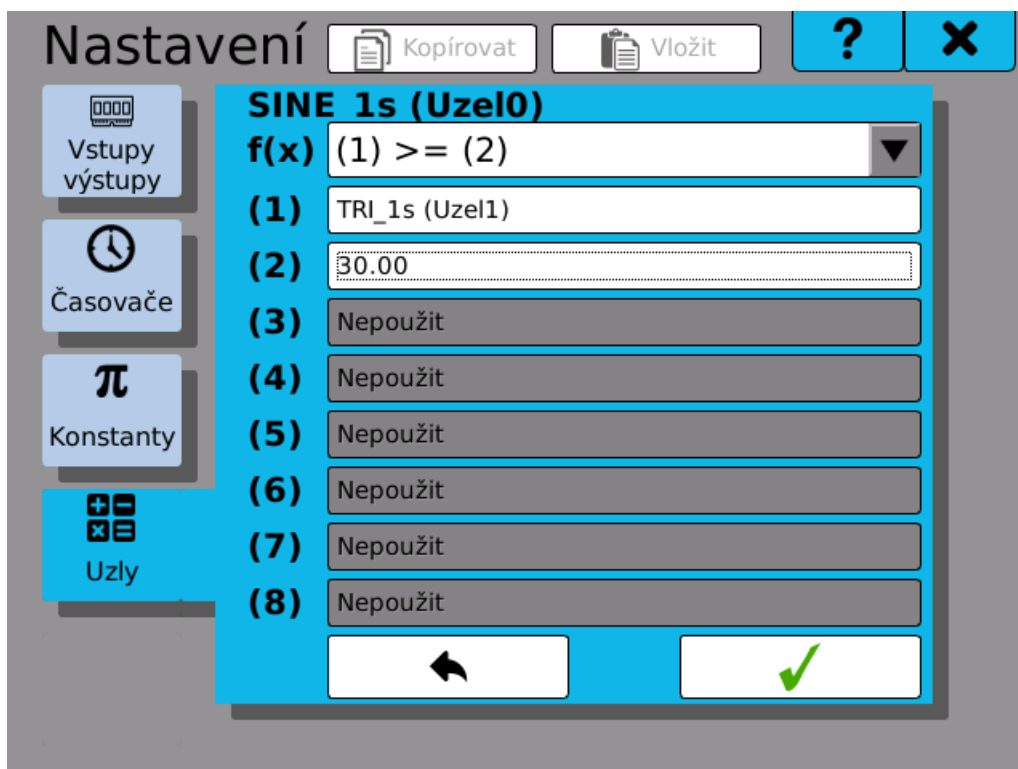 Nastavení
Kopírovat
Vložit
?
Vstupy
výstupy
Časovače
π
Konstanty
Uzly
SINE_1s (Uzel0)
f(x) (1) >= (2)
(1) TRI_1s (Uzel1)
(2) 30.00
(3) Nepoužit
(4) Nepoužit
(5) Nepoužit
(6) Nepoužit
(7) Nepoužit
(8) Nepoužit